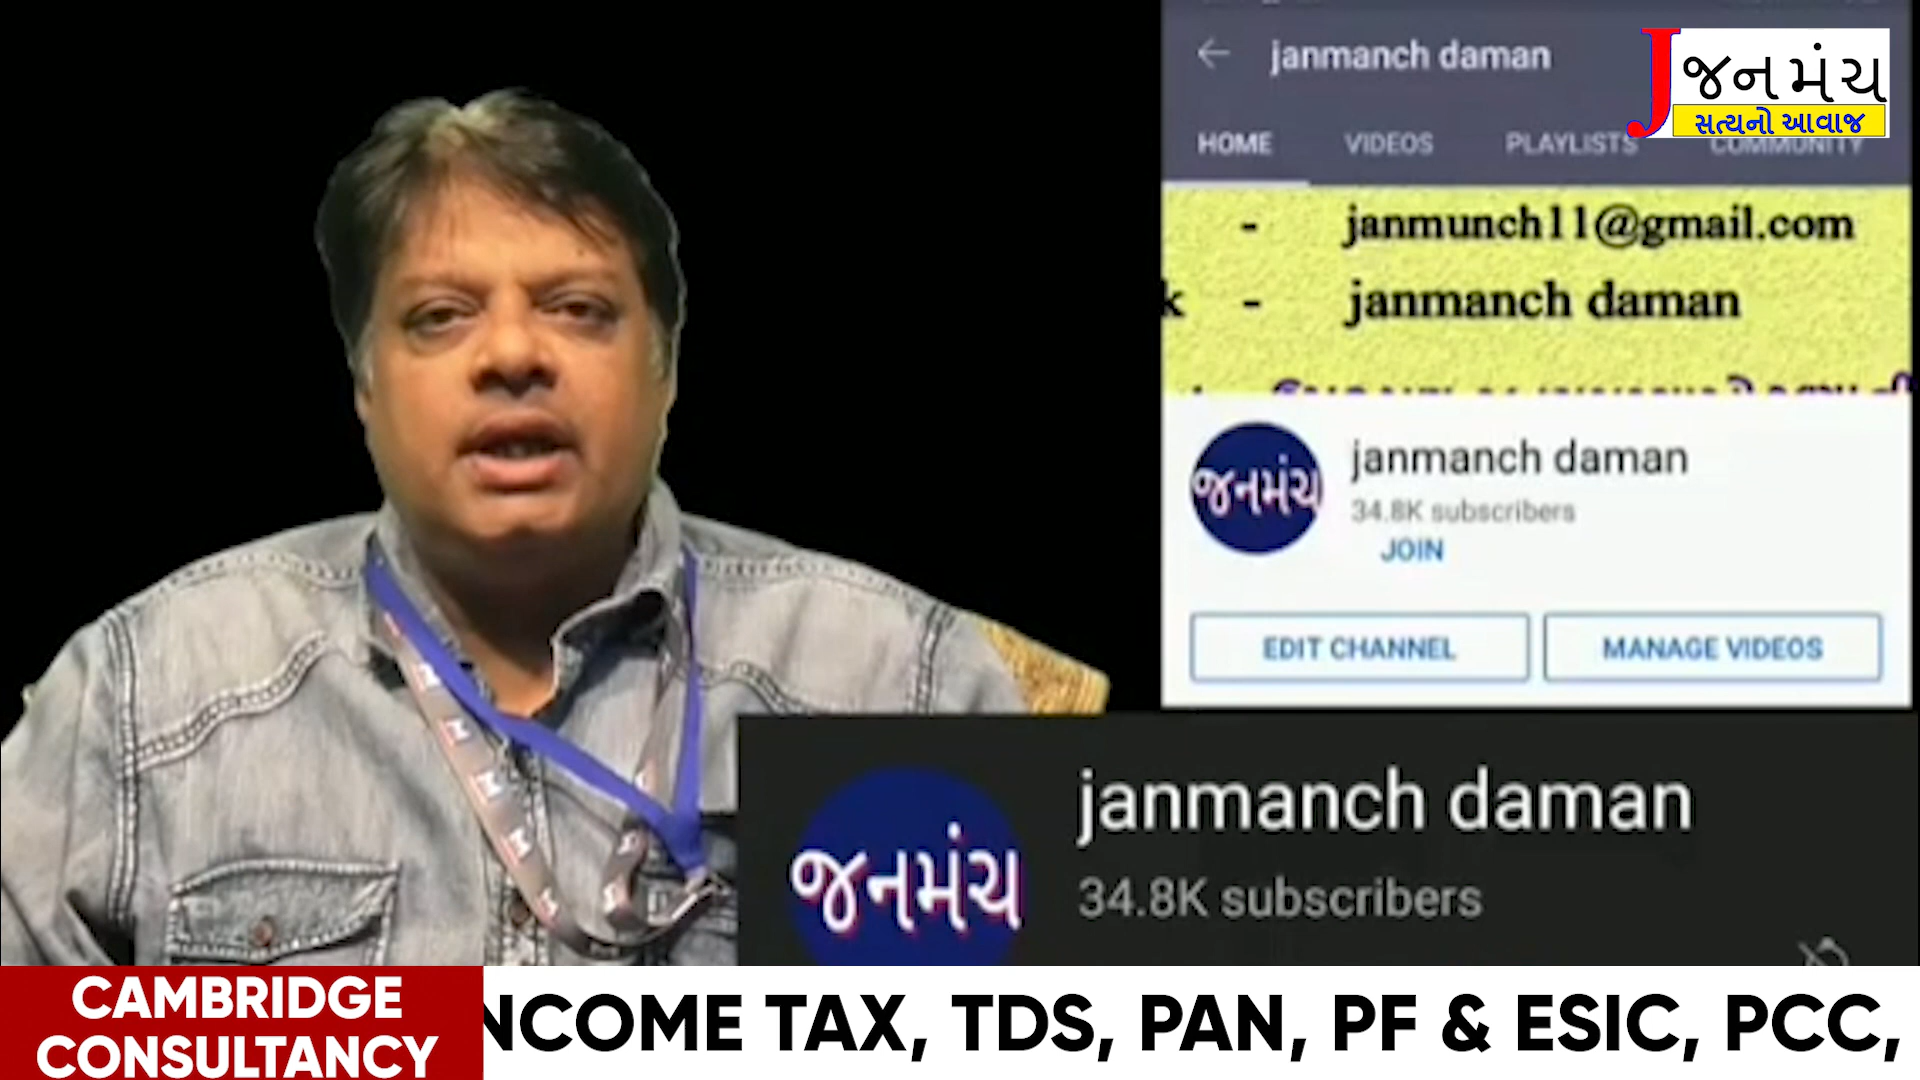 janmanch daman
જનમંચ
સત્યનો આવાજ
HOME VIDEOS PLAYLISTS COMMUNITY
- janmunch11@gmail.com
k - janmanch daman
જનમંચ
janmanch daman
34.8K subscribers
JOIN
EDIT CHANNEL MANAGE VIDEOS
janmanch daman
જનમંચ
34.8K subscribers
CAMBRIDGE
CONSULTANCY
NCOME TAX, TDS, PAN, PF & ESIC, PCC,